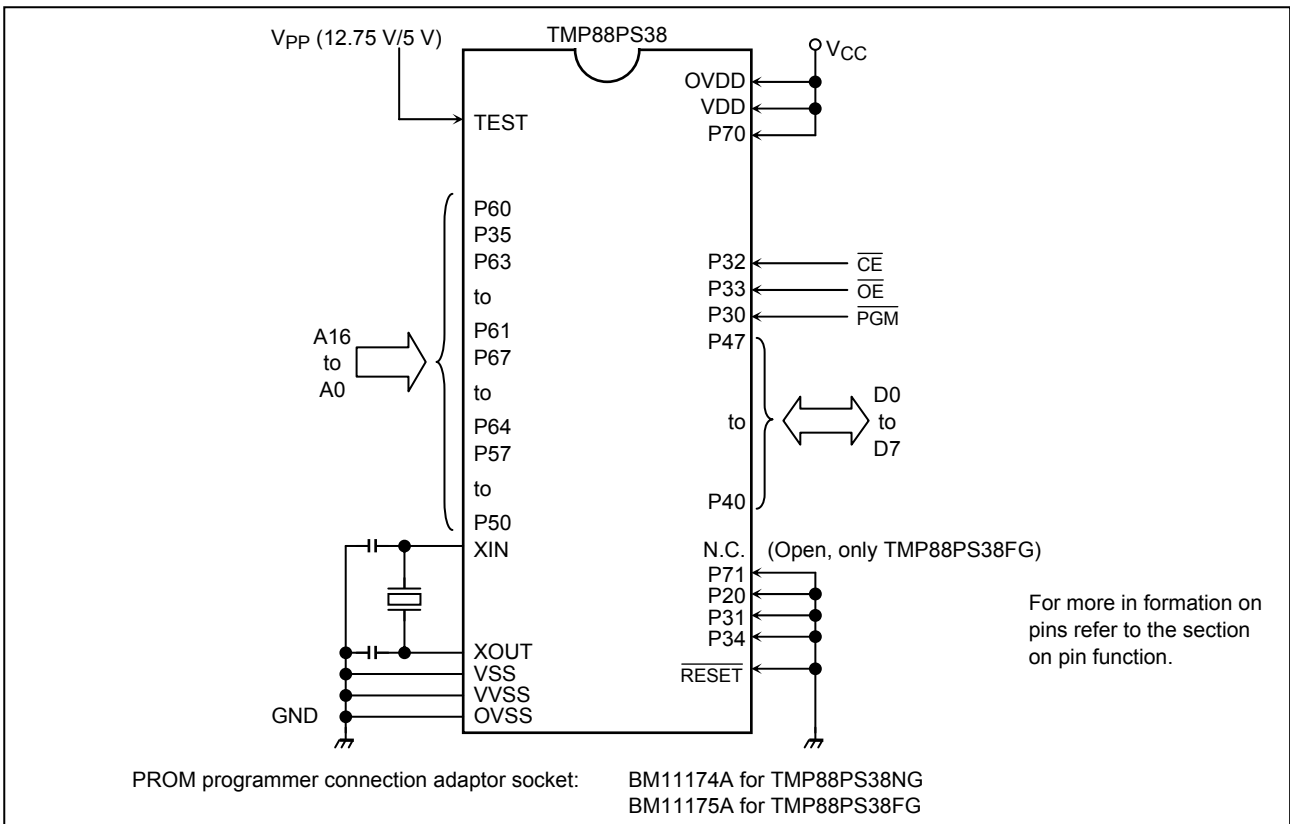 TMP88PS38
VPP (12.75 V/5 V)
VCC
TEST
OVDD
VDD
P70
P60
P35
P63
to
P61
P67
to
P64
P57
to
P50
A16
to
A0
XIN
XOUT
VSS
VVSS
OVSS
GND
P32
P33
P30
P47
to
P40
CE
OE
PGM
D0
to
D7
N.C. (Open, only TMP88PS38FG)
P71
P20
P31
P34
RESET
For more in formation on
pins refer to the section
on pin function.
PROM programmer connection adaptor socket: BM11174A for TMP88PS38NG
BM11175A for TMP88PS38FG